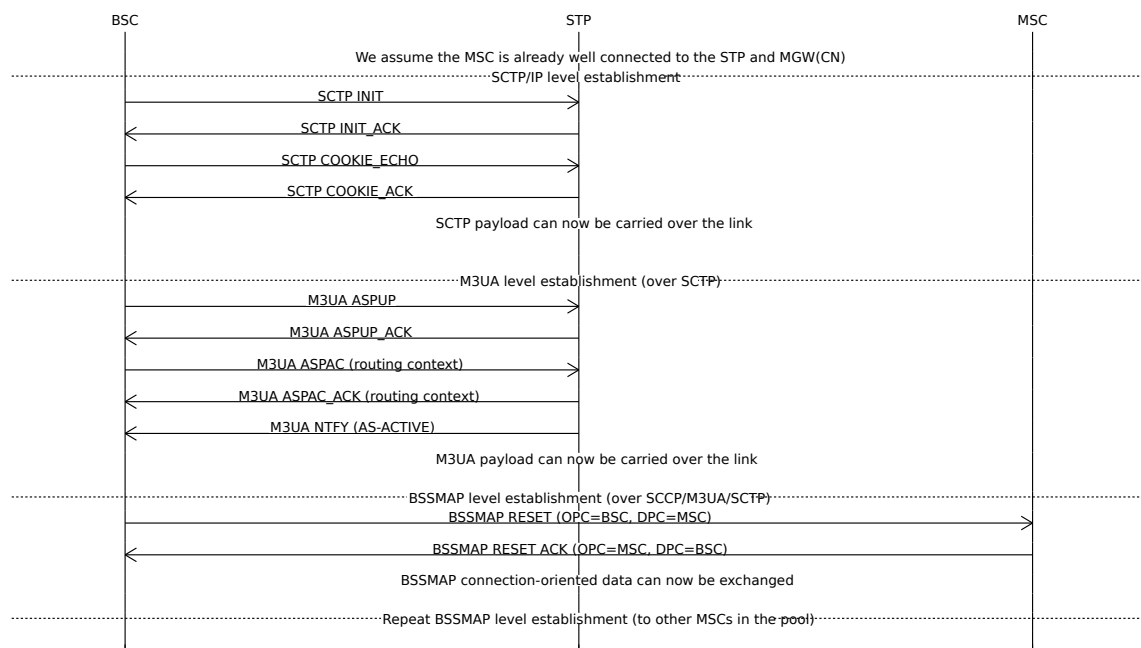 BSC STP MSC
We assume the MSC is already well connected to the STP and MGW(CN)
SCTP/IP level establishment
SCTP INIT
SCTP INIT_ACK
SCTP COOKIE_ECHO
SCTP COOKIE_ACK
SCTP payload can now be carried over the link
M3UA level establishment (over SCTP)
M3UA ASPUP
M3UA ASPUP_ACK
M3UA ASPAC (routing context)
M3UA ASPAC_ACK (routing context)
M3UA NTFY (AS-ACTIVE)
M3UA payload can now be carried over the link
BSSMAP level establishment (over SCCP/M3UA/SCTP)
BSSMAP RESET (OPC=BSC, DPC=MSC)
BSSMAP RESET ACK (OPC=MSC, DPC=BSC)
BSSMAP connection-oriented data can now be exchanged
Repeat BSSMAP level establishment (to other MSCs in the pool)